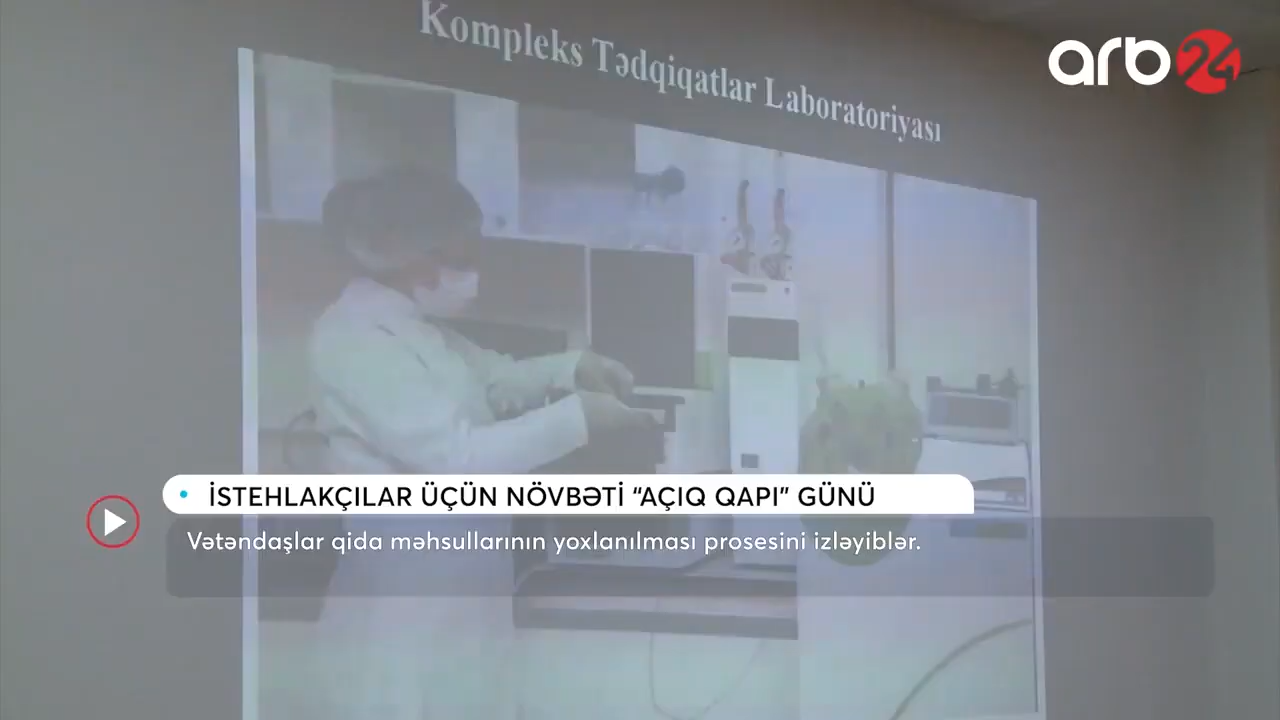 Kompleks Tədqiqatlar Laboratoriyası
arb24
İSTEHLAKÇILAR ÜÇÜN NÖVBƏTİ “AÇIQ QAPI” GÜNÜ
Vətəndaşlar qida məhsullarının yoxlanılması prosesini izləyiblər.